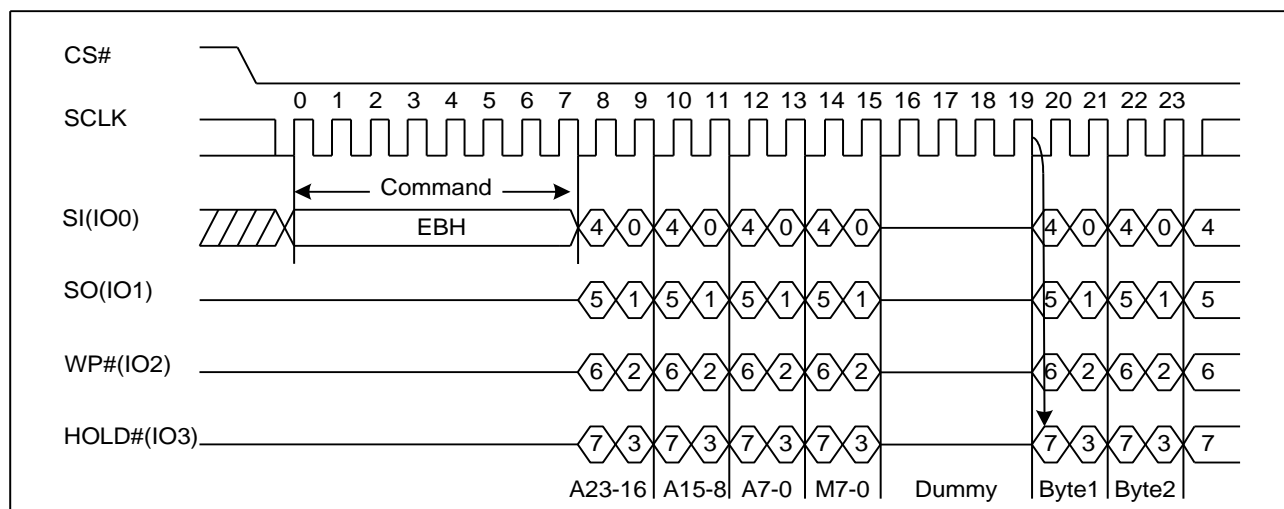 CS#
0 1 2 3 4 5 6 7 8 9 10 11 12 13 14 15 16 17 18 19 20 21 22 23
SCLK
Command
SI(IO0) EBH 4 0 4 0 4 0 4 0 4 0 4 0 4
SO(IO1) 5 1 5 1 5 1 5 1 5 1 5 1 5
WP#(IO2) 6 2 6 2 6 2 6 2 6 2 6 2 6
HOLD#(IO3) 7 3 7 3 7 3 7 3 7 3 7 3 7
A23-16 A15-8 A7-0 M7-0 Dummy Byte1 Byte2